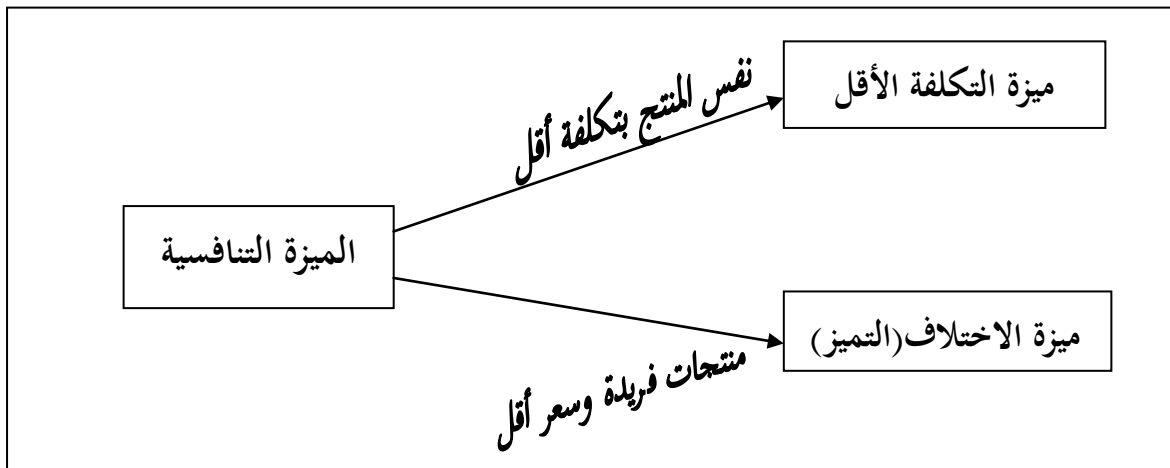 ميزة التكلفة الأقل
نفس المنتج بتكلفة أقل
الميزة التنافسية
ميزة الاختلاف(التميز)
منتجات فريدة وسعر أقل